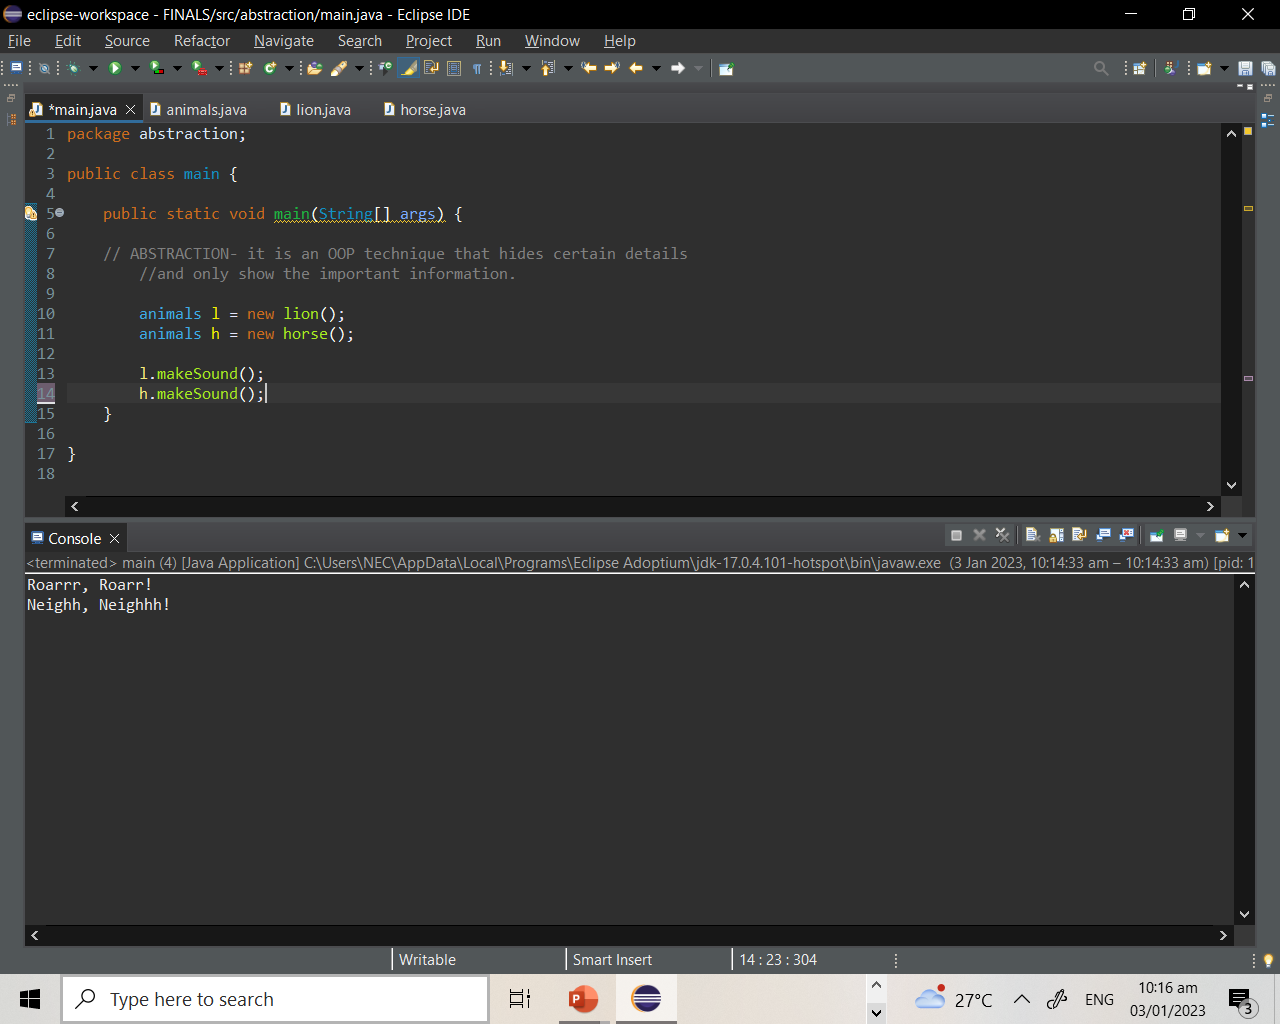 eclipse-workspace - FINALS/src/abstraction/main.java - Eclipse IDE
File Edit Source Refactor Navigate Search Project Run Window Help
*main.java animals.java lion.java horse.java
1 package abstraction;
2
3 public class main {
4
5 public static void main(String[] args) {
6
7 // ABSTRACTION- it is an OOP technique that hides certain details
8 //and only show the important information.
9
10 animals l = new lion();
11 animals h = new horse();
12
13 l.makeSound();
14 h.makeSound();
15 }
16
17 }
18
Console
<terminated> main (4) [Java Application] C:\Users\NEC\AppData\Local\Programs\Eclipse Adoptium\jdk-17.0.4.101-hotspot\bin\javaw.exe (3 Jan 2023, 10:14:33 am – 10:14:33 am) [pid: 1
Roarrr, Roarr!
Neighh, Neighhh!
Writable Smart Insert 14 : 23 : 304
Type here to search 27°C ENG 10:16 am
03/01/2023 3